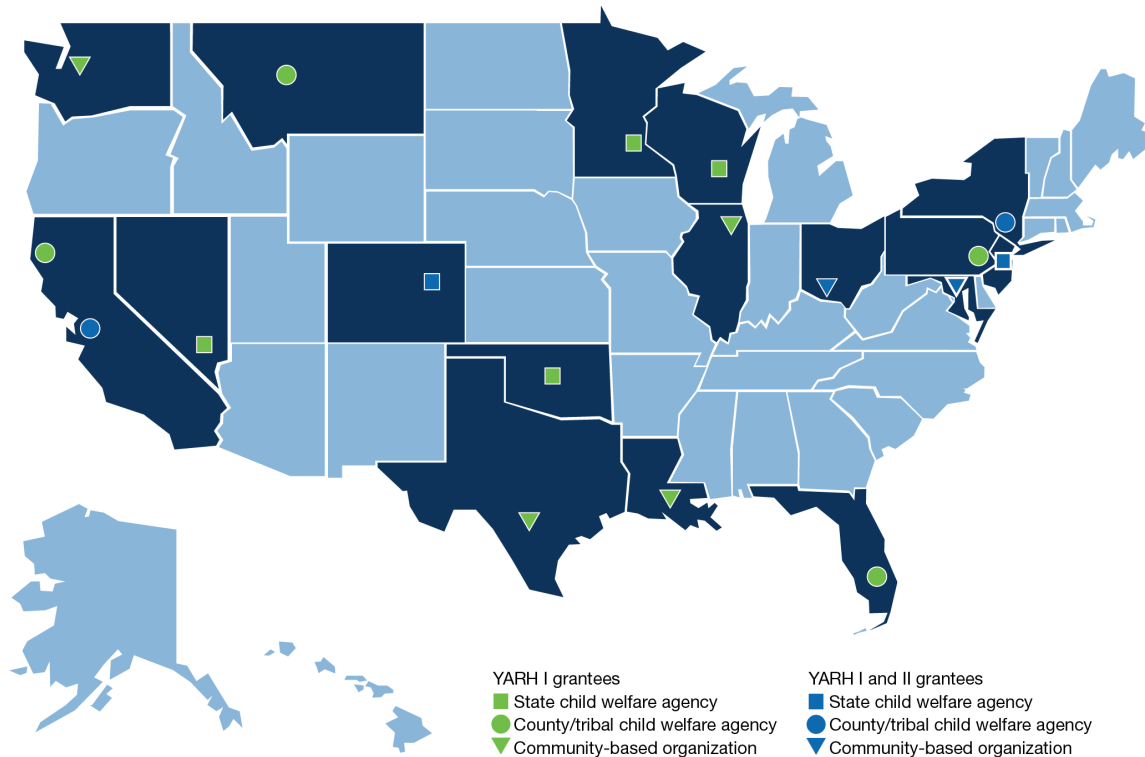 YARH I grantees
State child welfare agency
County/tribal child welfare agency
Community-based organization
YARH I and II grantees
State child welfare agency
County/tribal child welfare agency
Community-based organization